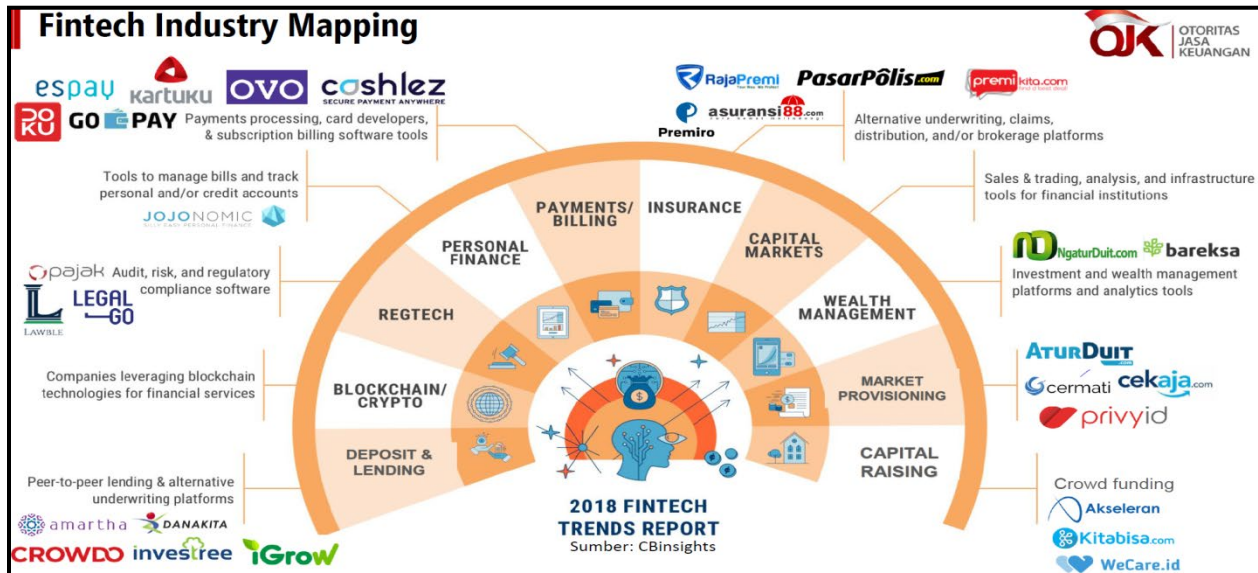 Fintech Industry Mapping
OJK
OTORITAS
JASA
KEUANGAN
espay
KARTUKU
OVO
cashlez
SECURE PAYMENT ANYWHERE
DOKU
GO PAY
Payments processing, card developers,
& subscription billing software tools
RajaPremi
PasarPolis.com
premikita.com
Premiro
asuransi88.com
Alternative underwriting, claims,
distribution, and/or brokerage platforms
Tools to manage bills and track
personal and/or credit accounts
JOJONOMIC
Sales & trading, analysis, and infrastructure
tools for financial institutions
pajak
Audit, risk, and regulatory
compliance software
LAWBLE
LEGAL
GO
NgaturDuit.com
bareksa
Investment and wealth management
platforms and analytics tools
Companies leveraging blockchain
technologies for financial services
ATURDUIT
.com
cermati
cekaja.com
privyid
Peer-to-peer lending & alternative
underwriting platforms
amartha
DANAKITA
CROWDO
investree
iGrow
Crowd funding
Akseleran
Kitabisa.com
WeCare.id
DEPOSIT &
LENDING
BLOCKCHAIN/
CRYPTO
REGTECH
PERSONAL
FINANCE
PAYMENTS/
BILLING
INSURANCE
CAPITAL
MARKETS
WEALTH
MANAGEMENT
MARKET
PROVISIONING
CAPITAL
RAISING
2018 FINTECH
TRENDS REPORT
Sumber: CBinsights